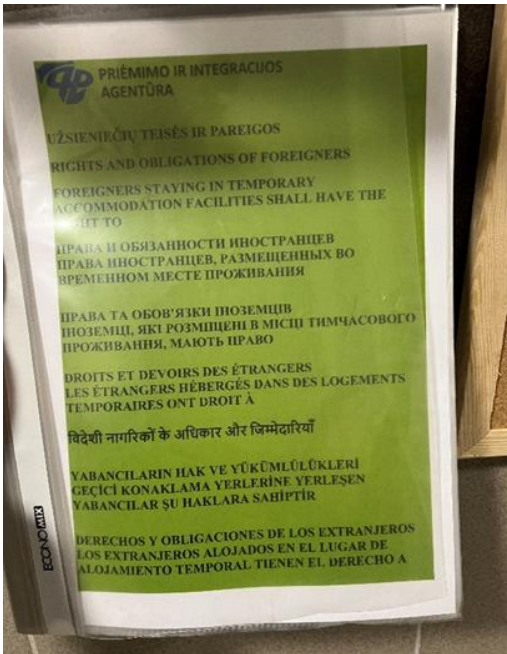 PRIĖMIMO IR INTEGRACIJOS
AGENTŪRA
UŽSIENIEČIŲ TEISĖS IR PAREIGOS
RIGHTS AND OBLIGATIONS OF FOREIGNERS
FOREIGNERS STAYING IN TEMPORARY
ACCOMMODATION FACILITIES SHALL HAVE THE
TO
ПРАВА И ОБЯЗАННОСТИ ИНОСТРАНЦЕВ
ПРАВА ИНОСТРАНЦЕВ, РАЗМЕЩЕННЫХ ВО
ВРЕМЕННОМ МЕСТЕ ПРОЖИВАНИЯ
ПРАВА ТА ОБОВ'ЯЗКИ ІНОЗЕМЦІВ
ІНОЗЕМЦІ, ЯКІ РОЗМІЩЕНІ В МІСЦІ ТИМЧАСОВОГО
ПРОЖИВАННЯ, МАЮТЬ ПРАВО
DROITS ET DEVOIRS DES ÉTRANGERS
LES ÉTRANGERS HÉBERGÉS DANS DES LOGEMENTS
TEMPORAIRES ONT DROIT À
विदेशी नागरिकों के अधिकार और जिम्मेदारियाँ
YABANCILARIN HAK VE YÜKÜMLÜLÜKLERİ
GEÇİCİ KONAKLAMA YERLERİNE YERLEŞEN
YABANCILAR ŞU HAKLARA SAHİPTİR
DERECHOS Y OBLIGACIONES DE LOS EXTRANJEROS
LOS EXTRANJEROS ALOJADOS EN EL LUGAR DE
ALOJAMIENTO TEMPORAL TIENEN EL DERECHO A
ECONOMIX